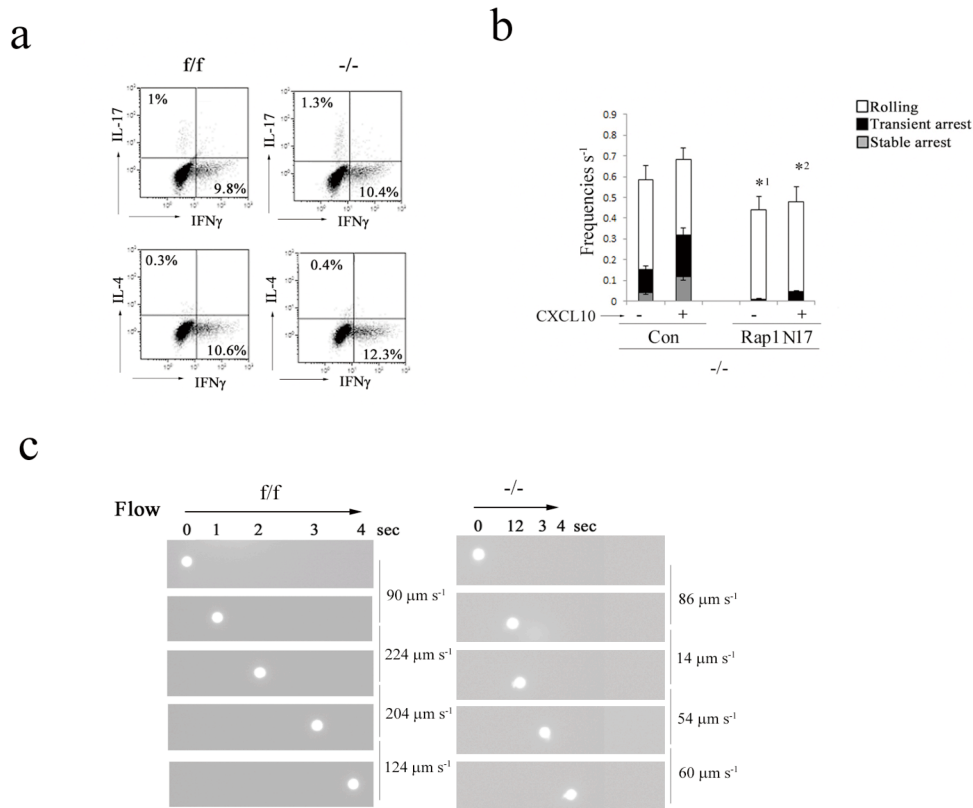 a
f/f
-/-
IL-17
1%
9.8%
IFNγ
IL-17
1.3%
10.4%
IFNγ
IL-4
0.3%
10.6%
IFNγ
IL-4
0.4%
12.3%
IFNγ
b
Rolling
Transient arrest
Stable arrest
Frequencies s-1
0.9
0.8
0.7
0.6
0.5
0.4
0.3
0.2
0.1
0
*1
*2
CXCL10 - + - +
Con Rap1N17
-/-
c
f/f
Flow
0 1 2 3 4 sec
90 μm s-1
224 μm s-1
204 μm s-1
124 μm s-1
-/-
0 12 3 4 sec
86 μm s-1
14 μm s-1
54 μm s-1
60 μm s-1